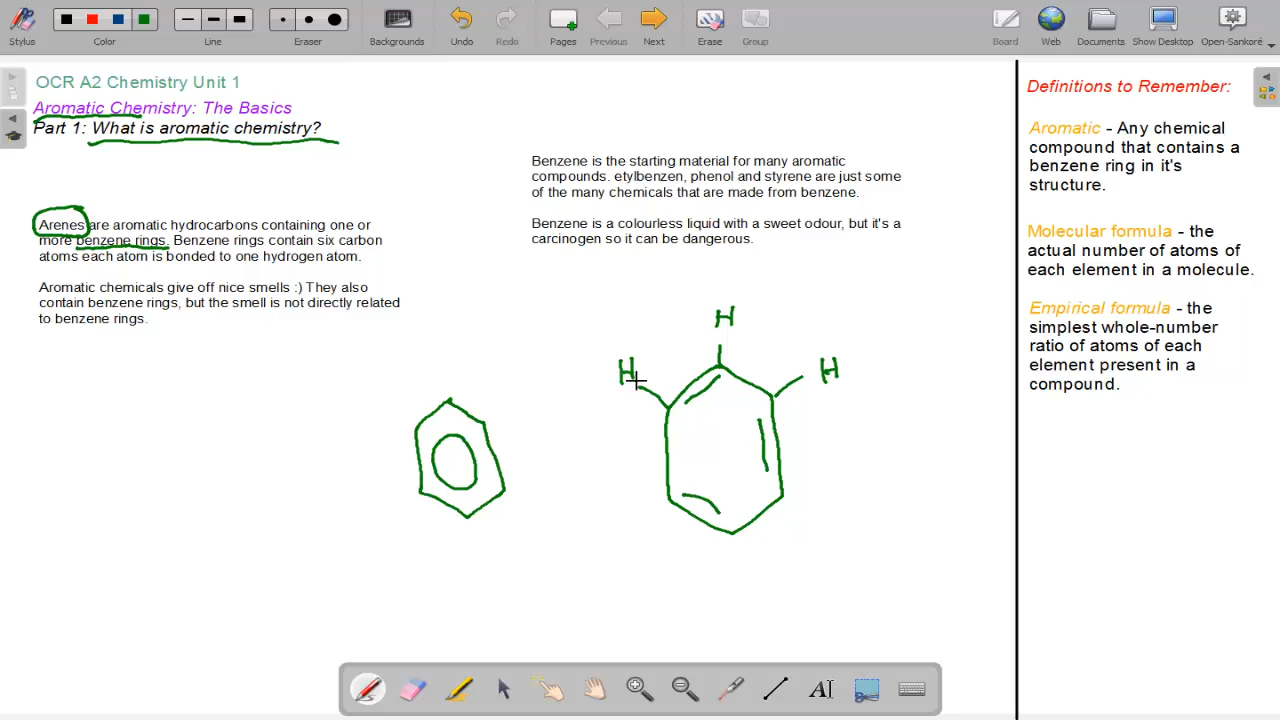 Stylus
Color
Line
Eraser
Backgrounds
Undo
Redo
Pages
Previous
Next
Erase
Group
Board
Web
Documents
Show Desktop
Open-Sankoré
OCR A2 Chemistry Unit 1
Aromatic Chemistry: The Basics
Part 1: What is aromatic chemistry?
Arenes are aromatic hydrocarbons containing one or
more benzene rings. Benzene rings contain six carbon
atoms each atom is bonded to one hydrogen atom.
Aromatic chemicals give off nice smells :) They also
contain benzene rings, but the smell is not directly related
to benzene rings.
Benzene is the starting material for many aromatic
compounds. etylbenzen, phenol and styrene are just some
of the many chemicals that are made from benzene.
Benzene is a colourless liquid with a sweet odour, but it's a
carcinogen so it can be dangerous.
H
H
H
Definitions to Remember:
Aromatic - Any chemical
compound that contains a
benzene ring in it's
structure.
Molecular formula - the
actual number of atoms of
each element in a molecule.
Empirical formula - the
simplest whole-number
ratio of atoms of each
element present in a
compound.
AI